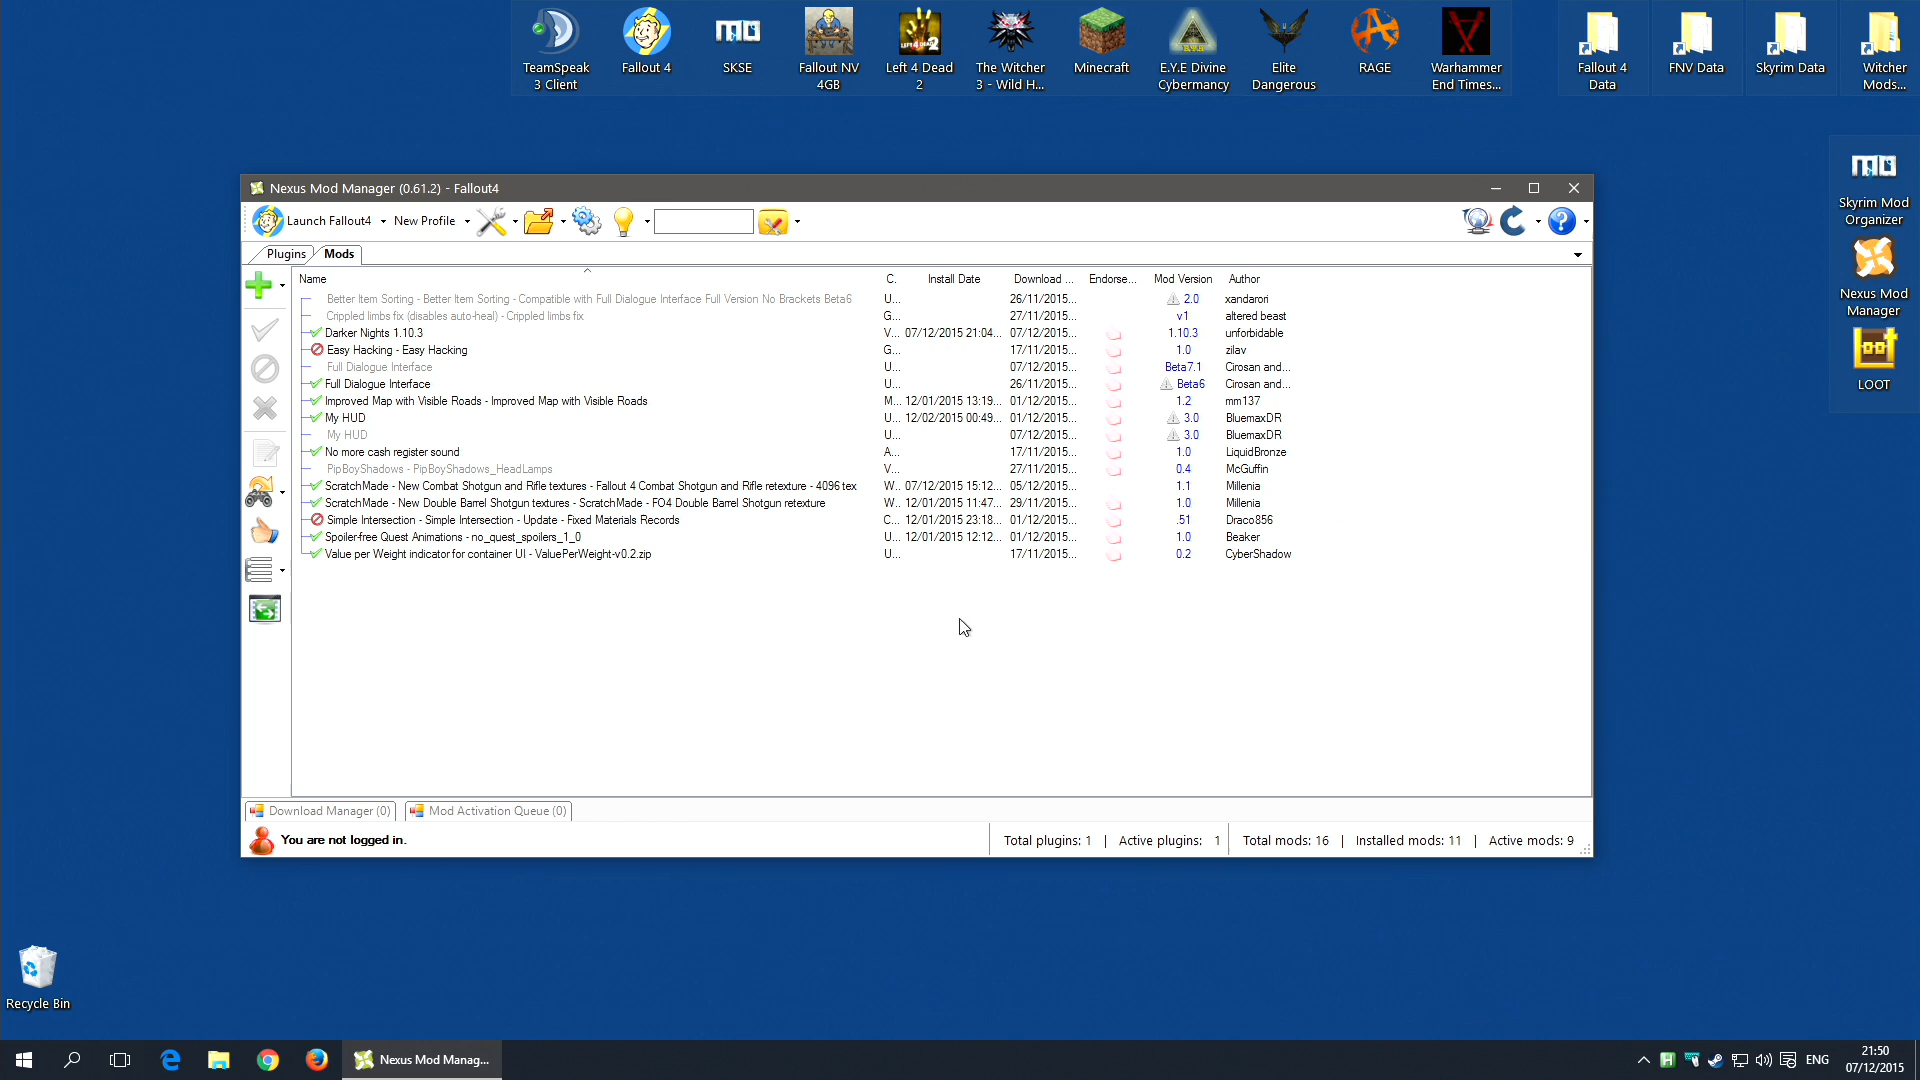 TeamSpeak
3 Client
Fallout 4
SKSE
Fallout NV
4GB
Left 4 Dead
2
The Witcher
3 - Wild H...
Minecraft
E.Y.E Divine
Cybermancy
Elite
Dangerous
RAGE
Warhammer
End Times...
Fallout 4
Data
FNV Data
Skyrim Data
Witcher
Mods...
Skyrim Mod
Organizer
Nexus Mod
Manager
LOOT
Nexus Mod Manager (0.61.2) - Fallout4
Launch Fallout4 New Profile
Plugins Mods
Name C. Install Date Download ... Endorse... Mod Version Author
Better Item Sorting - Better Item Sorting - Compatible with Full Dialogue Interface Full Version No Brackets Beta6 U... 26/11/2015... 2.0 xandarori
Crippled limbs fix (disables auto-heal) - Crippled limbs fix G... 27/11/2015... v1 altered beast
Darker Nights 1.10.3 V... 07/12/2015 21:04... 07/12/2015... 1.10.3 unforbidable
Easy Hacking - Easy Hacking G... 17/11/2015... 1.0 zilav
Full Dialogue Interface U... 07/12/2015... Beta7.1 Cirosan and...
Full Dialogue Interface U... 26/11/2015... Beta6 Cirosan and...
Improved Map with Visible Roads - Improved Map with Visible Roads M... 12/01/2015 13:19... 01/12/2015... 1.2 mm137
My HUD U... 12/02/2015 00:49... 01/12/2015... 3.0 BluemaxDR
My HUD U... 07/12/2015... 3.0 BluemaxDR
No more cash register sound A... 17/11/2015... 1.0 LiquidBronze
PipBoyShadows - PipBoyShadows_HeadLamps V... 27/11/2015... 0.4 McGuffin
ScratchMade - New Combat Shotgun and Rifle textures - Fallout 4 Combat Shotgun and Rifle retexture - 4096 tex W... 07/12/2015 15:12... 05/12/2015... 1.1 Millenia
ScratchMade - New Double Barrel Shotgun textures - ScratchMade - FO4 Double Barrel Shotgun retexture W... 12/01/2015 11:47... 29/11/2015... 1.0 Millenia
Simple Intersection - Simple Intersection - Update - Fixed Materials Records C... 12/01/2015 23:18... 01/12/2015... .51 Draco856
Spoiler-free Quest Animations - no_quest_spoilers_1_0 U... 12/01/2015 12:12... 01/12/2015... 1.0 Beaker
Value per Weight indicator for container UI - ValuePerWeight-v0.2.zip U... 17/11/2015... 0.2 CyberShadow
Download Manager (0) Mod Activation Queue (0)
You are not logged in. Total plugins: 1 | Active plugins: 1 Total mods: 16 | Installed mods: 11 | Active mods: 9
Recycle Bin
Nexus Mod Manag...
ENG
21:50
07/12/2015